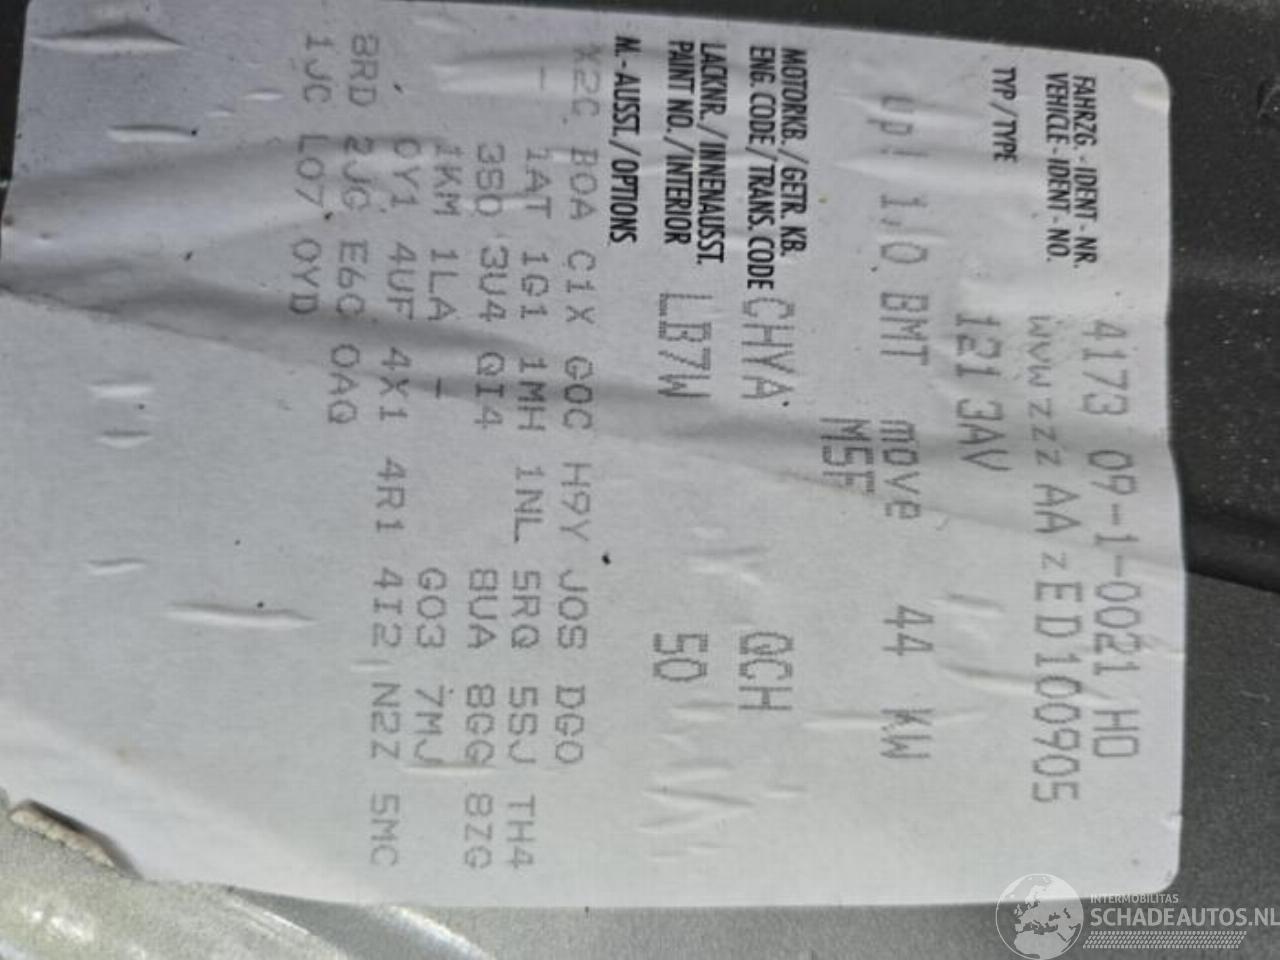 4173 09-1-0021 HO
FAHRZG.-IDENT-NR.
VEHICLE-IDENT-NO.
WVWZZZAAZED100905
TYP/TYPE
121 3AV
up! 1,0 BMT move 44 KW
M5F
MOTORKB./GETR. KB.
ENG. CODE/TRANS. CODE
CHYA QCH
LACKNR./INNENAUSST.
PAINT NO./INTERIOR
LB7W 50
M.-AUSST./OPTIONS
X2C B0A C1X G0C H9Y J0S DG0
- 1AT 1G1 1MH 1NL 5RQ 5SJ TH4
3S0 3U4 QI4 8UA 8GG 8ZG
1KM 1LA - G03 7MJ
0Y1 4UF 4X1 4R1 4I2 N2Z 5MC
8RD 2JG E6C 0AQ
1JC L07 0YD
INTERMOBILITAS
SCHADEAUTOS.NL